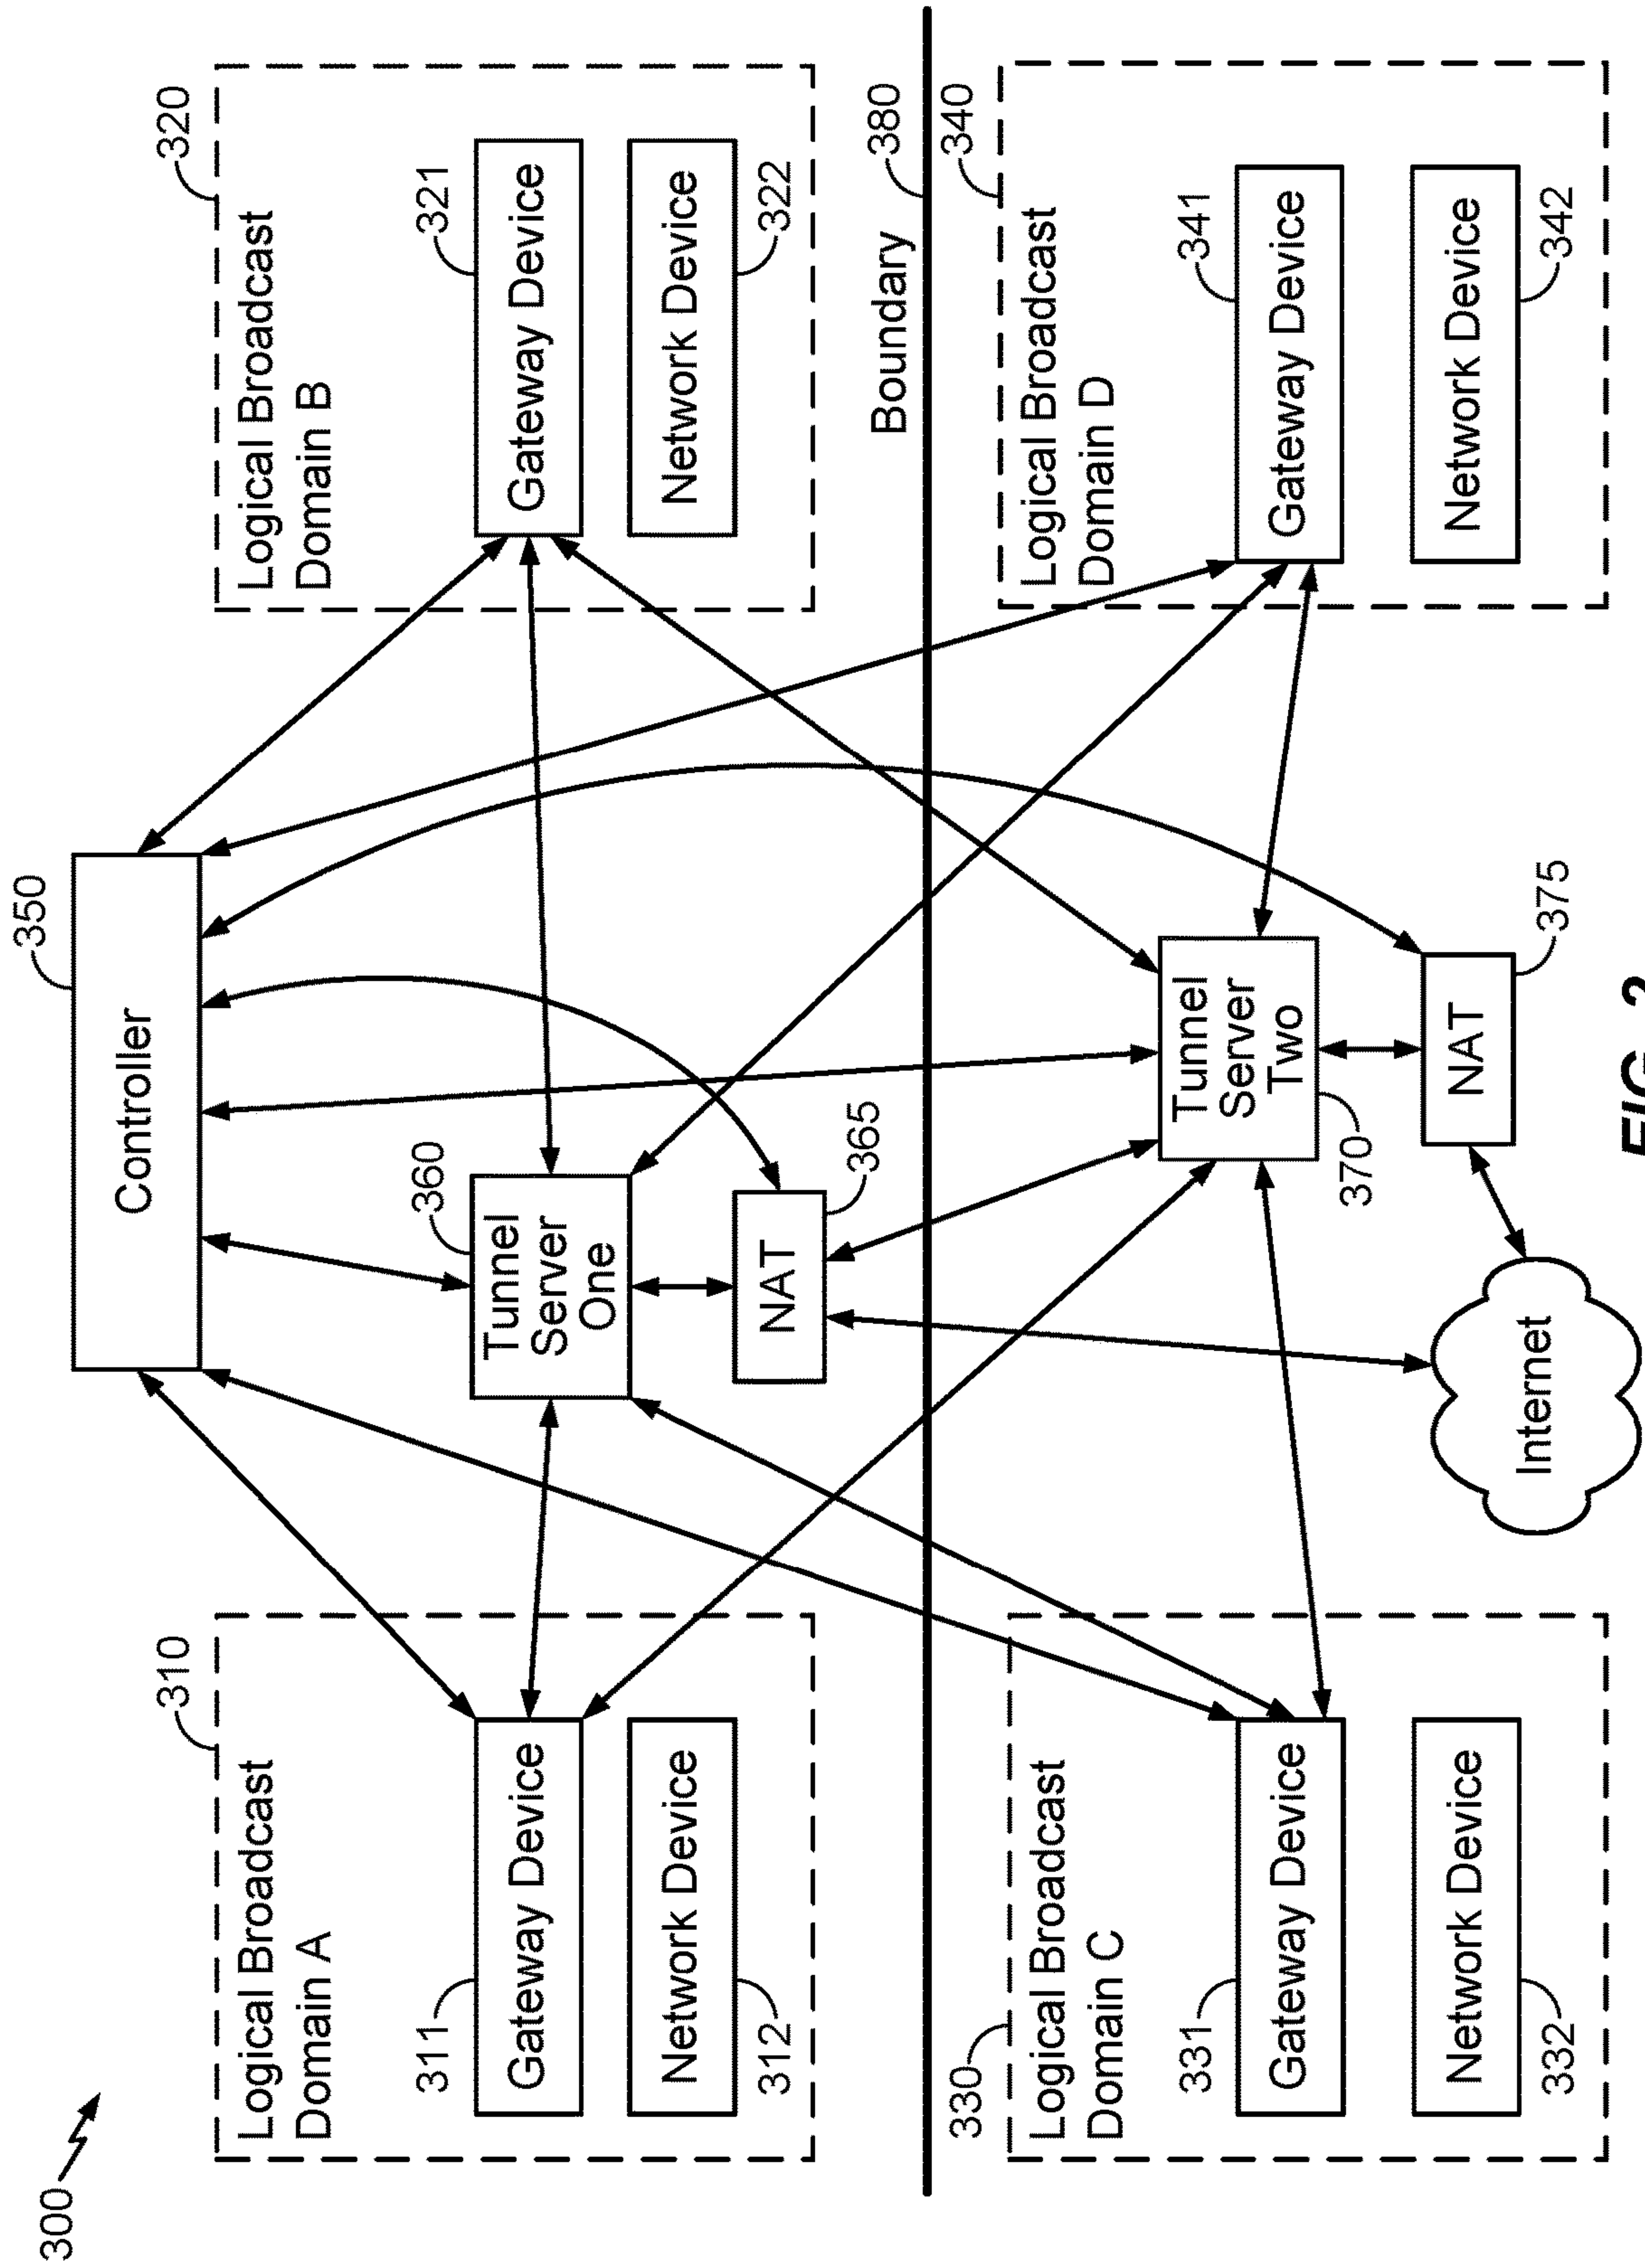 300
350
Controller
310
Logical Broadcast
Domain A
311
Gateway Device
Network Device
312
320
Logical Broadcast
Domain B
321
Gateway Device
Network Device
322
360
Tunnel
Server
One
NAT
365
Boundary
380
330
Logical Broadcast
Domain C
331
Gateway Device
Network Device
332
340
Logical Broadcast
Domain D
341
Gateway Device
Network Device
342
Tunnel
Server
Two
370
NAT
375
Internet
FIG.